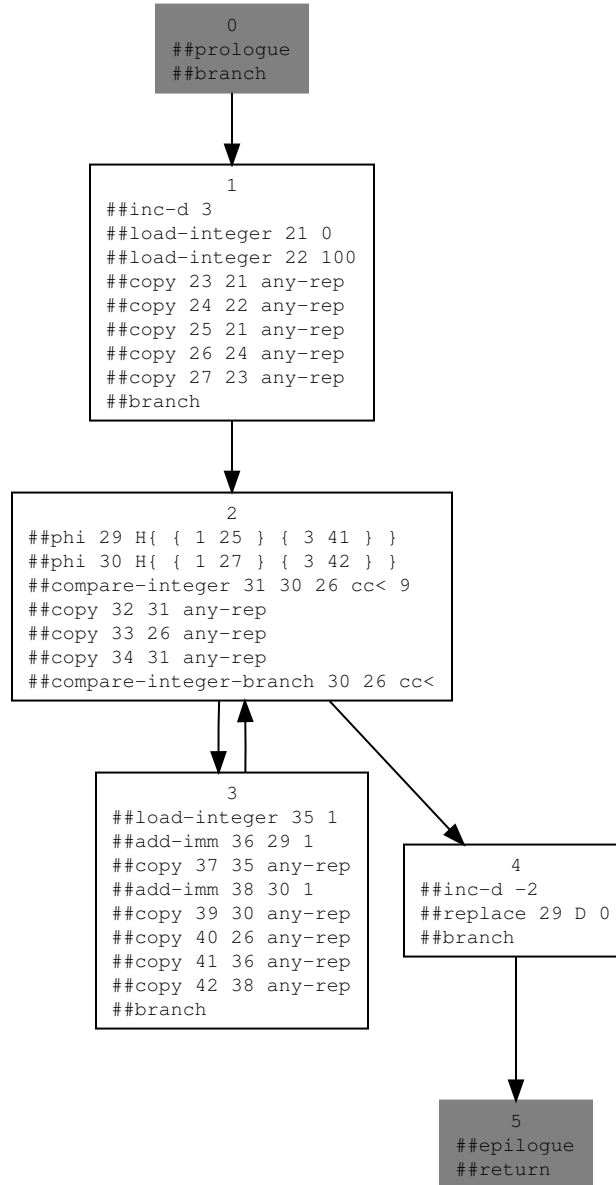 0
##prologue
##branch
1
##inc-d 3
##load-integer 21 0
##load-integer 22 100
##copy 23 21 any-rep
##copy 24 22 any-rep
##copy 25 21 any-rep
##copy 26 24 any-rep
##copy 27 23 any-rep
##branch
2
##phi 29 H{ { 1 25 } { 3 41 } }
##phi 30 H{ { 1 27 } { 3 42 } }
##compare-integer 31 30 26 cc< 9
##copy 32 31 any-rep
##copy 33 26 any-rep
##copy 34 31 any-rep
##compare-integer-branch 30 26 cc<
3
##load-integer 35 1
##add-imm 36 29 1
##copy 37 35 any-rep
##add-imm 38 30 1
##copy 39 30 any-rep
##copy 40 26 any-rep
##copy 41 36 any-rep
##copy 42 38 any-rep
##branch
4
##inc-d -2
##replace 29 D 0
##branch
5
##epilogue
##return